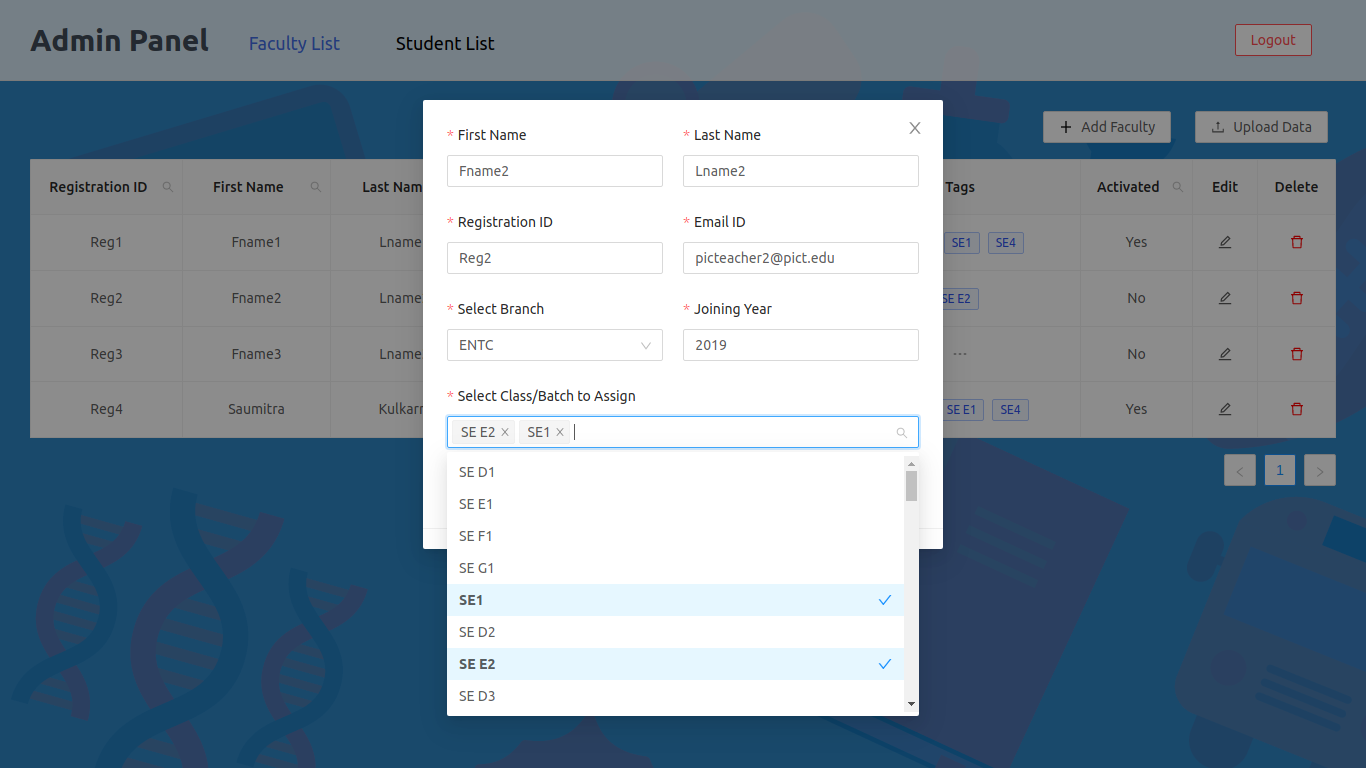 Admin Panel Faculty List Student List Logout
+ Add Faculty Upload Data
Registration ID First Name Last Nam Tags Activated Edit Delete
Reg1 Fname1 Lname SE1 SE4 Yes
Reg2 Fname2 Lname SE E2 No
Reg3 Fname3 Lname --- No
Reg4 Saumitra Kulkarn SE E1 SE4 Yes
< 1 >
* First Name * Last Name
Fname2 Lname2
* Registration ID * Email ID
Reg2 picteacher2@pict.edu
* Select Branch * Joining Year
ENTC 2019
* Select Class/Batch to Assign
SE E2 SE1
SE D1
SE E1
SE F1
SE G1
SE1
SE D2
SE E2
SE D3